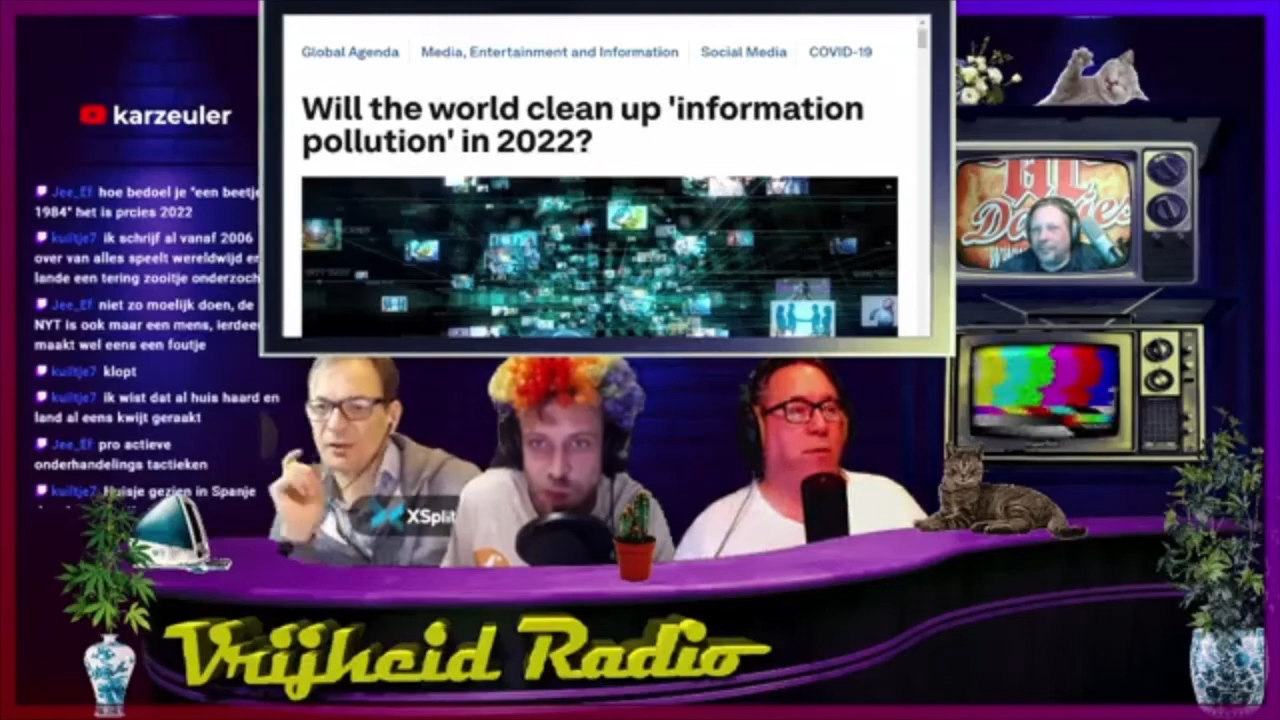 Global Agenda Media, Entertainment and Information Social Media COVID-19
Will the world clean up 'information
pollution' in 2022?
karzeuler
Jee_Ef hoe bedoel je "een beetje
1984" het is prcies 2022
kuiltje7 ik schrijf al vanaf 2006
over van alles speelt wereldwijd en
lande een tering zooitje onderzoch
Jee_Ef niet zo moelijk doen, de
NYT is ook maar een mens, ierdee
maakt wel eens een foutje
kuiltje7 klopt
kuiltje7 ik wist dat al huis haard en
land al eens kwijt geraakt
Jee_Ef pro actieve
onderhandelings tactieken
kuiltje7 Huisje gezien in Spanje
XSplit
Vrijheid Radio